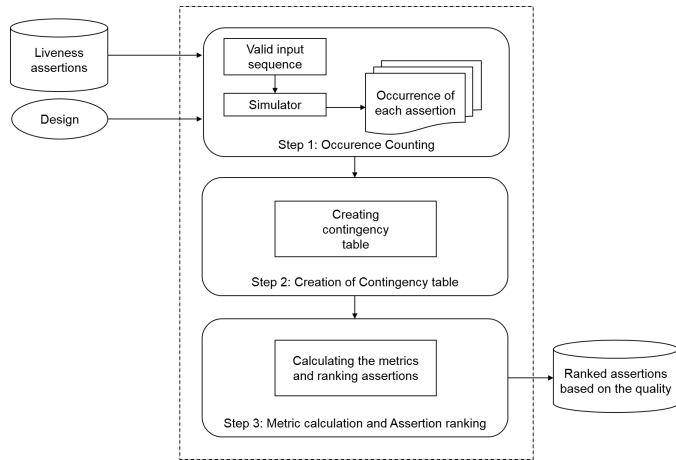 Liveness
assertions
Design
Valid input
sequence
Simulator
Occurrence of
each assertion
Step 1: Occurence Counting
Creating
contingency
table
Step 2: Creation of Contingency table
Calculating the metrics
and ranking assertions
Step 3: Metric calculation and Assertion ranking
Ranked assertions
based on the quality